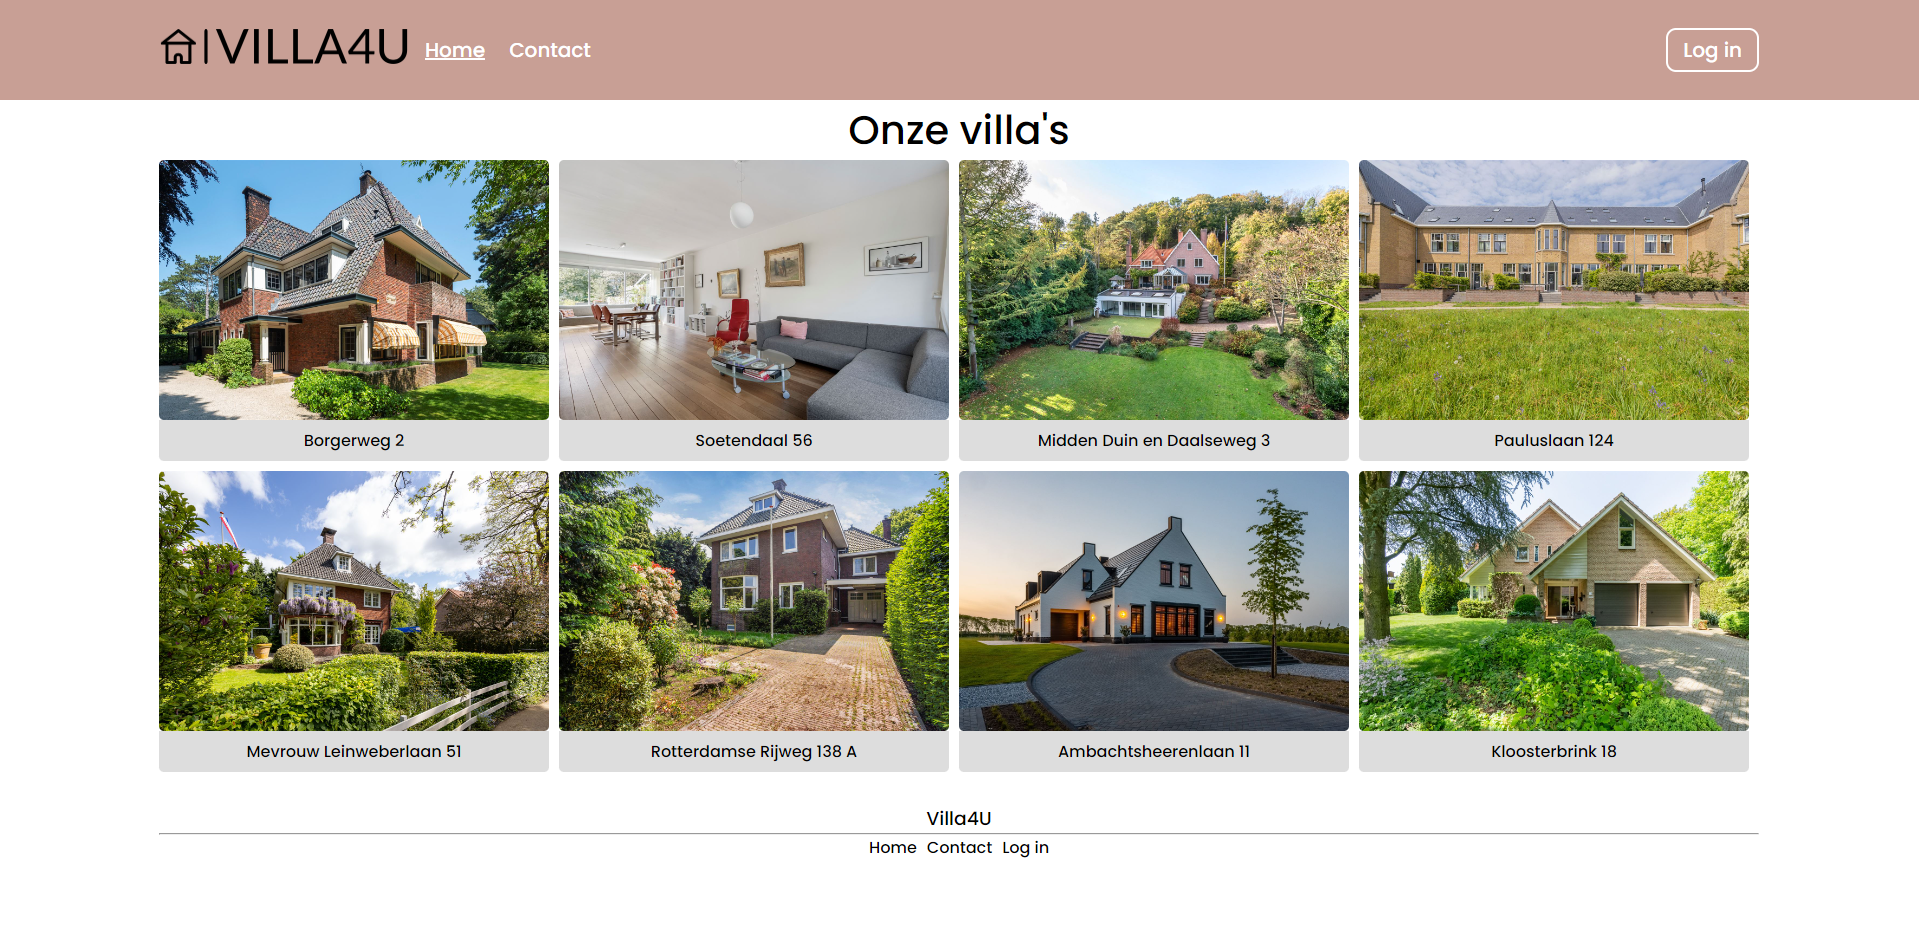 VILLA4U Home Contact Log in
Onze villa's
Borgerweg 2
Soetendaal 56
Midden Duin en Daalseweg 3
Pauluslaan 124
Mevrouw Leinweberlaan 51
Rotterdamse Rijweg 138 A
Ambachtsheerenlaan 11
Kloosterbrink 18
Villa4U
Home Contact Log in